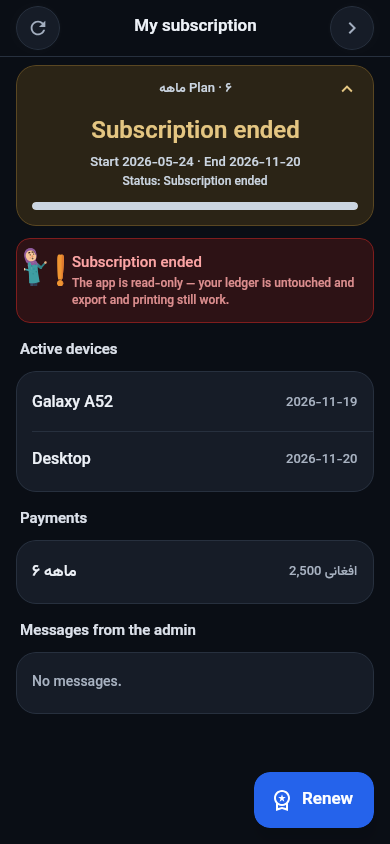 My subscription
Plan · ۶ ماهه
Subscription ended
Start 2026-05-24 · End 2026-11-20
Status: Subscription ended
Subscription ended
The app is read-only — your ledger is untouched and
export and printing still work.
Active devices
Galaxy A52
2026-11-19
Desktop
2026-11-20
Payments
۶ ماهه
2,500 افغانی
Messages from the admin
No messages.
Renew